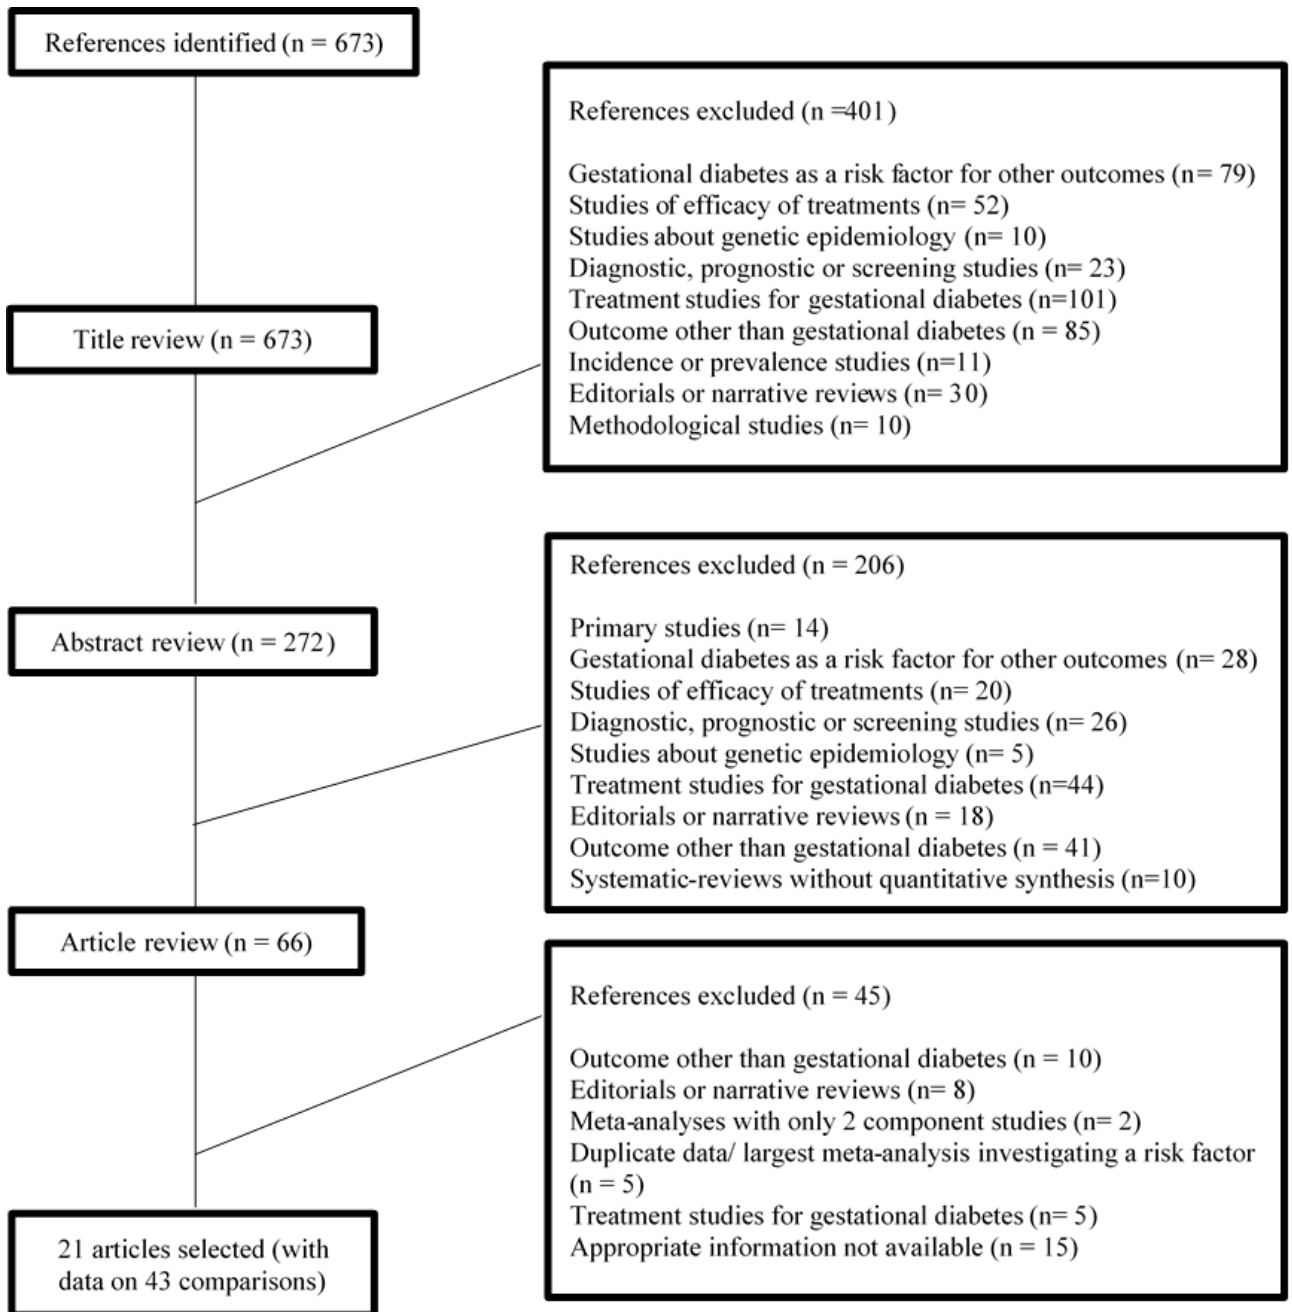 References identified (n = 673)
References excluded (n =401)
Gestational diabetes as a risk factor for other outcomes (n= 79)
Studies of efficacy of treatments (n= 52)
Studies about genetic epidemiology (n= 10)
Diagnostic, prognostic or screening studies (n= 23)
Treatment studies for gestational diabetes (n=101)
Outcome other than gestational diabetes (n = 85)
Incidence or prevalence studies (n=11)
Editorials or narrative reviews (n= 30)
Methodological studies (n= 10)
Title review (n = 673)
References excluded (n = 206)
Primary studies (n= 14)
Gestational diabetes as a risk factor for other outcomes (n= 28)
Studies of efficacy of treatments (n= 20)
Diagnostic, prognostic or screening studies (n= 26)
Studies about genetic epidemiology (n= 5)
Treatment studies for gestational diabetes (n=44)
Editorials or narrative reviews (n = 18)
Outcome other than gestational diabetes (n = 41)
Systematic-reviews without quantitative synthesis (n=10)
Abstract review (n = 272)
Article review (n = 66)
References excluded (n = 45)
Outcome other than gestational diabetes (n = 10)
Editorials or narrative reviews (n= 8)
Meta-analyses with only 2 component studies (n= 2)
Duplicate data/ largest meta-analysis investigating a risk factor
(n = 5)
Treatment studies for gestational diabetes (n= 5)
Appropriate information not available (n = 15)
21 articles selected (with
data on 43 comparisons)